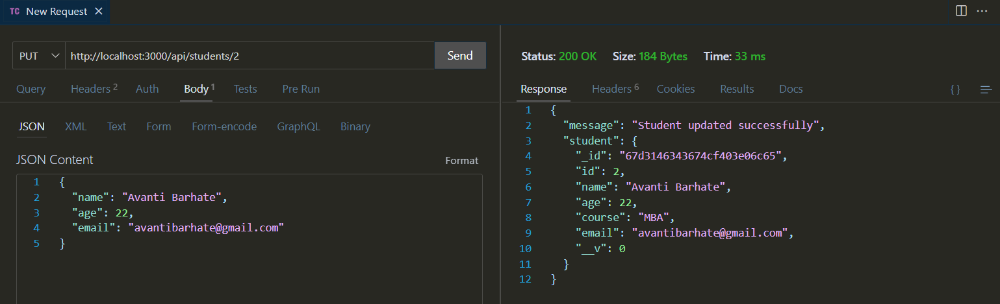 TC New Request
PUT http://localhost:3000/api/students/2 Send
Query Headers 2 Auth Body 1 Tests Pre Run
JSON XML Text Form Form-encode GraphQL Binary
JSON Content Format
1 {
2 "name": "Avanti Barhate",
3 "age": 22,
4 "email": "avantibarhate@gmail.com"
5 }
Status: 200 OK Size: 184 Bytes Time: 33 ms
Response Headers 6 Cookies Results Docs { }
1 {
2 "message": "Student updated successfully",
3 "student": {
4 "_id": "67d3146343674cf403e06c65",
5 "id": 2,
6 "name": "Avanti Barhate",
7 "age": 22,
8 "course": "MBA",
9 "email": "avantibarhate@gmail.com",
10 "__v": 0
11 }
12 }